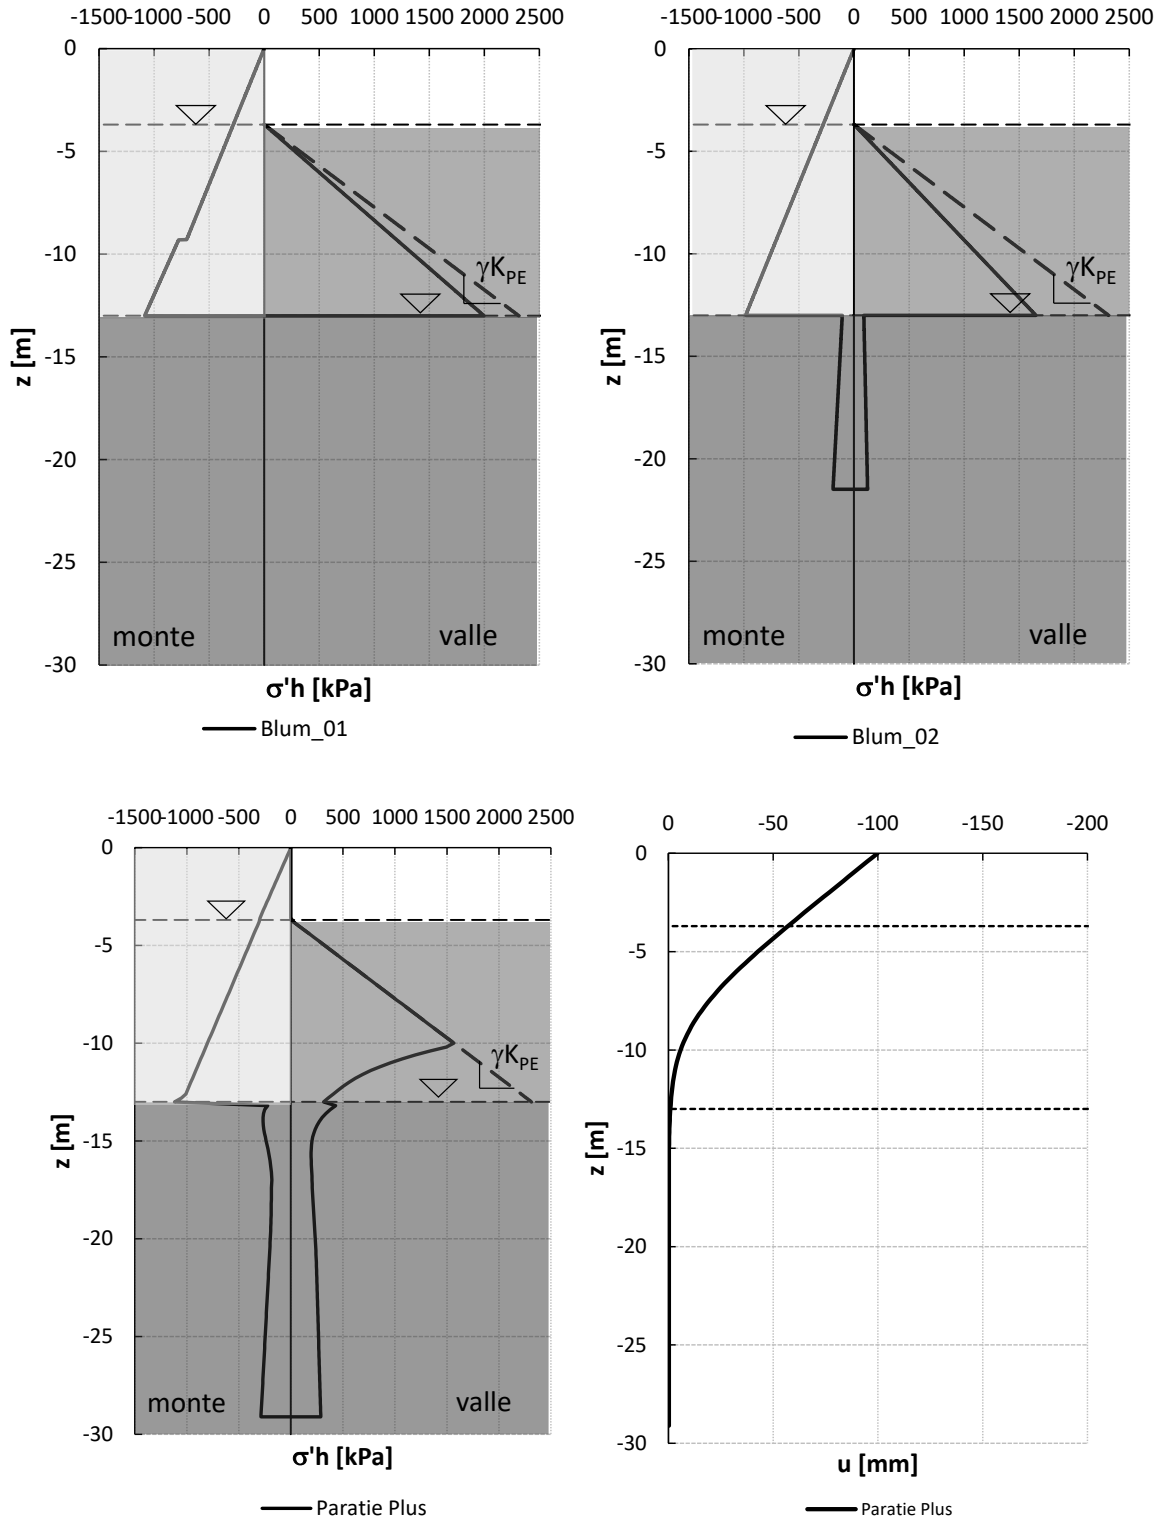 -1500-1000 -500 0 500 1000 1500 2000 2500
0
-5
-10
-15
-20
-25
-30
z [m]
γK_PE
monte valle
σ'h [kPa]
Blum_01
-1500-1000 -500 0 500 1000 1500 2000 2500
0
-5
-10
-15
-20
-25
-30
z [m]
γK_PE
monte valle
σ'h [kPa]
Blum_02
-1500-1000 -500 0 500 1000 1500 2000 2500
0
-5
-10
-15
-20
-25
-30
z [m]
γK_PE
monte valle
σ'h [kPa]
Paratie Plus
0 -50 -100 -150 -200
0
-5
-10
-15
-20
-25
-30
z [m]
u [mm]
Paratie Plus